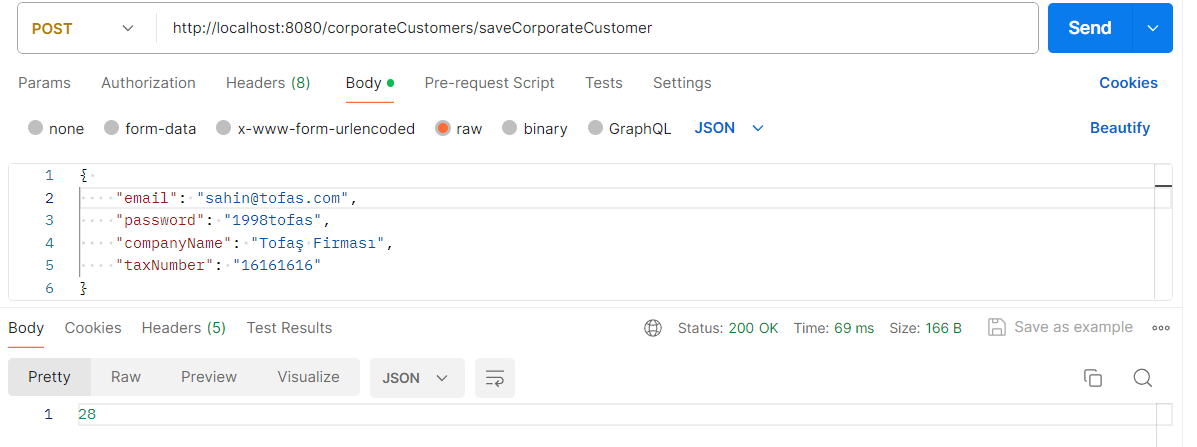 POST http://localhost:8080/corporateCustomers/saveCorporateCustomer Send
Params Authorization Headers (8) Body Pre-request Script Tests Settings Cookies
none form-data x-www-form-urlencoded raw binary GraphQL JSON Beautify
1 {
2 "email": "sahin@tofas.com",
3 "password": "1998tofas",
4 "companyName": "Tofaş Firması",
5 "taxNumber": "16161616"
6 }
Body Cookies Headers (5) Test Results Status: 200 OK Time: 69 ms Size: 166 B Save as example
Pretty Raw Preview Visualize JSON
1 28